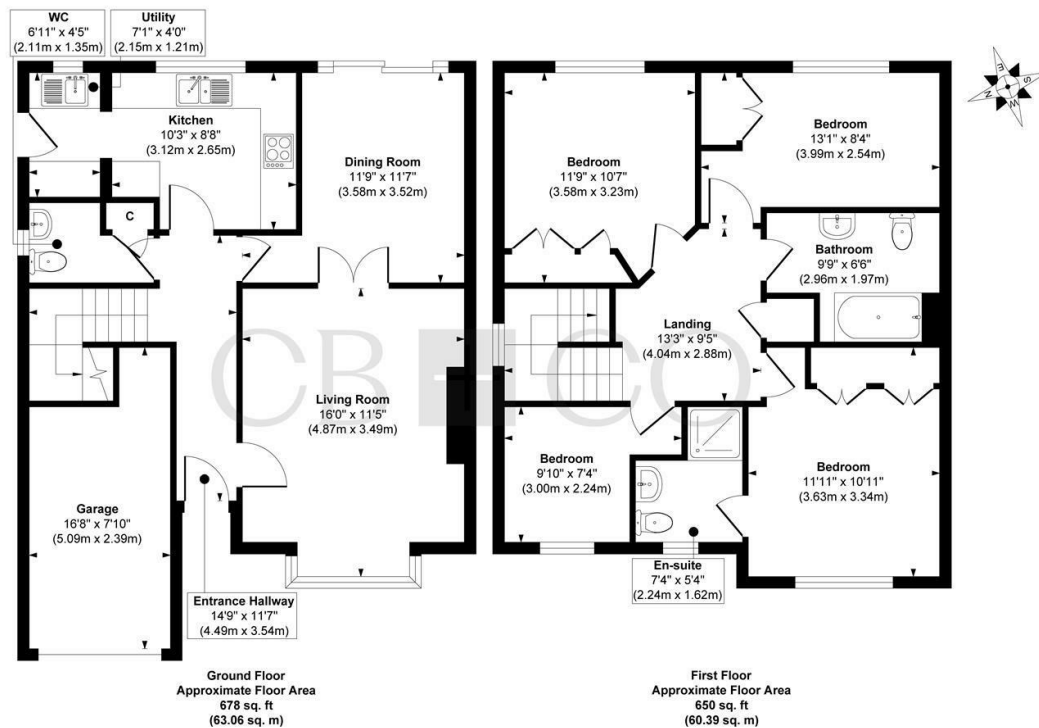 WC
6'11" x 4'5"
(2.11m x 1.35m)
Utility
7'1" x 4'0"
(2.15m x 1.21m)
Kitchen
10'3" x 8'8"
(3.12m x 2.65m)
Dining Room
11'9" x 11'7"
(3.58m x 3.52m)
C
Living Room
16'0" x 11'5"
(4.87m x 3.49m)
Garage
16'8" x 7'10"
(5.09m x 2.39m)
Entrance Hallway
14'9" x 11'7"
(4.49m x 3.54m)
Ground Floor
Approximate Floor Area
678 sq. ft
(63.06 sq. m)
Bedroom
11'9" x 10'7"
(3.58m x 3.23m)
Bedroom
13'1" x 8'4"
(3.99m x 2.54m)
Bathroom
9'9" x 6'6"
(2.96m x 1.97m)
Landing
13'3" x 9'5"
(4.04m x 2.88m)
Bedroom
9'10" x 7'4"
(3.00m x 2.24m)
Bedroom
11'11" x 10'11"
(3.63m x 3.34m)
En-suite
7'4" x 5'4"
(2.24m x 1.62m)
First Floor
Approximate Floor Area
650 sq. ft
(60.39 sq. m)
CB+CO
E
S
N
W